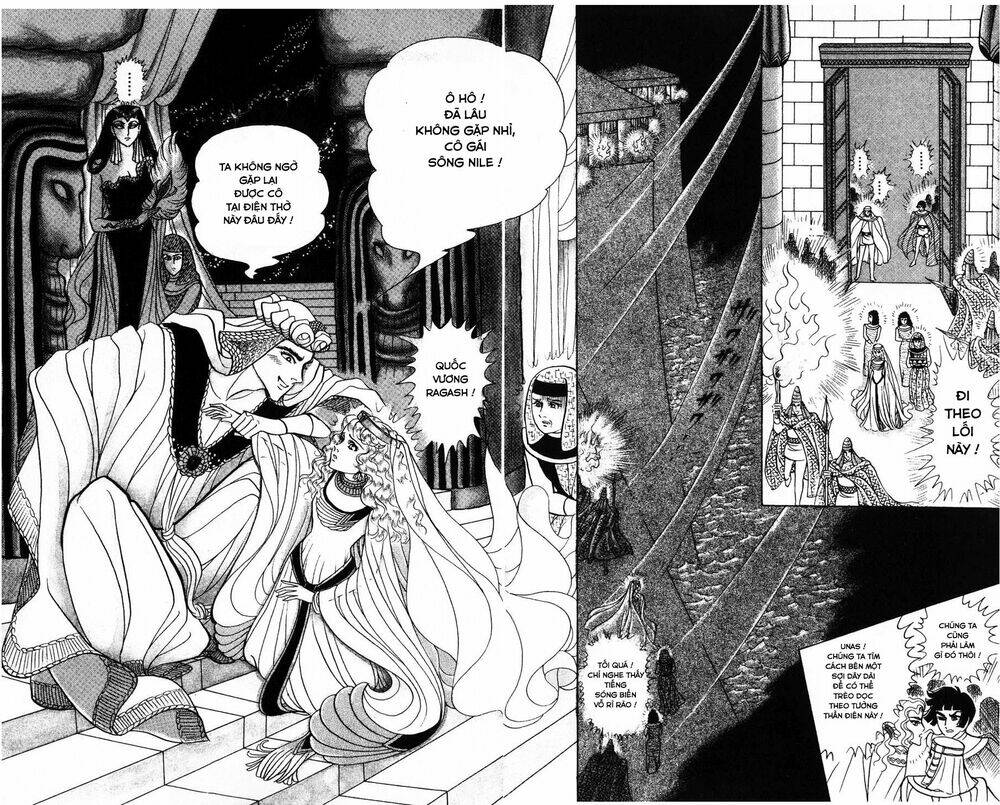 ĐI
THEO
LỐI
NÀY !
TỐI QUÁ !
CHỈ NGHE THẤY
TIẾNG
SÓNG BIỂN
VỖ RÌ RÀO !
CHÚNG TA
CŨNG
PHẢI LÀM
GÌ ĐÓ THÔI !
UNAS !
CHÚNG TA TÌM
CÁCH BỆN MỘT
SỢI DÂY DÀI
ĐỂ CÓ THỂ
TRÈO DỌC
THEO TƯỜNG
THẦN ĐIỆN NÀY !
Ô HÔ !
ĐÃ LÂU
KHÔNG GẶP NHỈ,
CÔ GÁI
SÔNG NILE !
TA KHÔNG NGỜ
GẶP LẠI
ĐƯỢC CÔ
TẠI ĐIỆN THỜ
NÀY ĐÂU ĐẤY !
QUỐC
VƯƠNG
RAGASH !